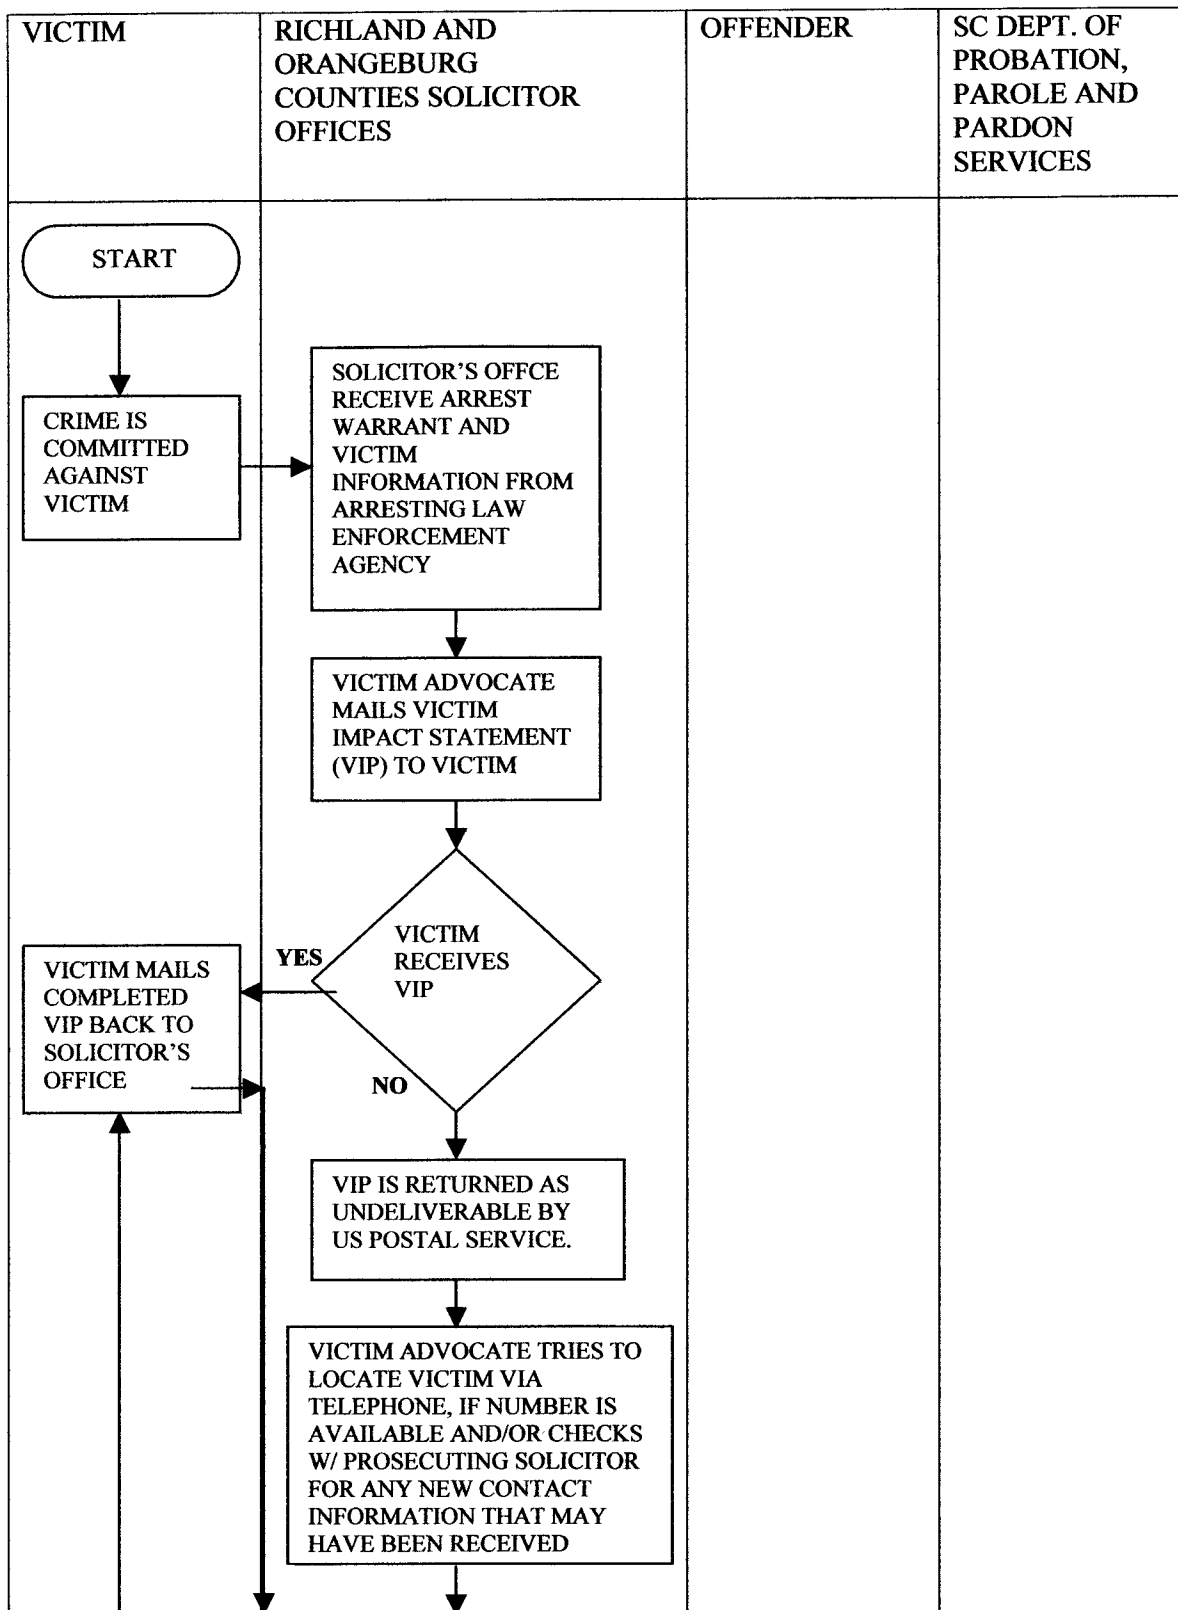 VICTIM
RICHLAND AND
ORANGEBURG
COUNTIES SOLICITOR
OFFICES
OFFENDER
SC DEPT. OF
PROBATION,
PAROLE AND
PARDON
SERVICES
START
CRIME IS
COMMITTED
AGAINST
VICTIM
SOLICITOR'S OFFCE
RECEIVE ARREST
WARRANT AND
VICTIM
INFORMATION FROM
ARRESTING LAW
ENFORCEMENT
AGENCY
VICTIM ADVOCATE
MAILS VICTIM
IMPACT STATEMENT
(VIP) TO VICTIM
VICTIM
RECEIVES
VIP
YES
VICTIM MAILS
COMPLETED
VIP BACK TO
SOLICITOR'S
OFFICE
NO
VIP IS RETURNED AS
UNDELIVERABLE BY
US POSTAL SERVICE.
VICTIM ADVOCATE TRIES TO
LOCATE VICTIM VIA
TELEPHONE, IF NUMBER IS
AVAILABLE AND/OR CHECKS
W/ PROSECUTING SOLICITOR
FOR ANY NEW CONTACT
INFORMATION THAT MAY
HAVE BEEN RECEIVED